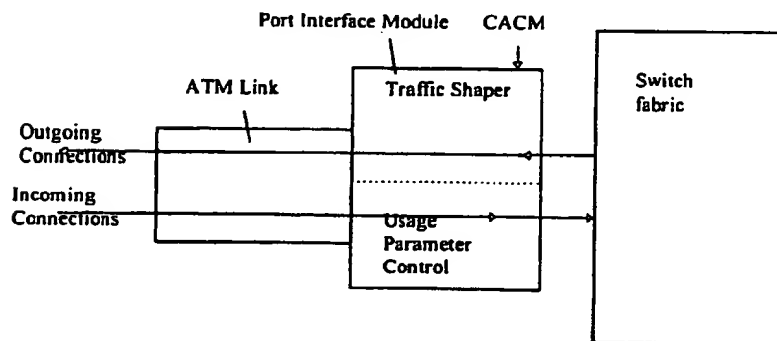 Port Interface Module
CACM
ATM Link
Traffic Shaper
Switch
fabric
Outgoing
Connections
Incoming
Connections
Usage
Parameter
Control